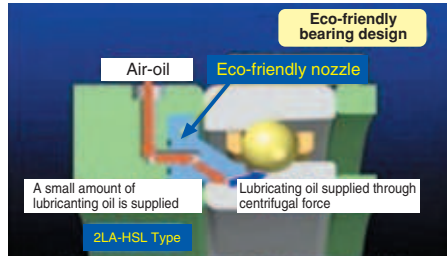 Eco-friendly
bearing design
Air-oil
Eco-friendly nozzle
A small amount of
lubricanting oil is supplied
Lubricating oil supplied through
centrifugal force
2LA-HSL Type